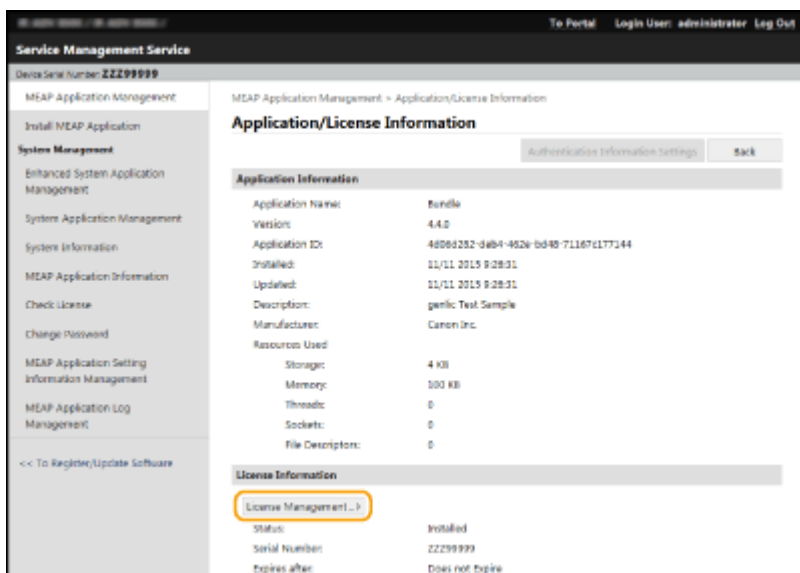 To Portal Login User: administrator Log Out
Service Management Service
Device Serial Number: ZZZ99999
MEAP Application Management
Install MEAP Application
System Management
Enhanced System Application
Management
System Application Management
System Information
MEAP Application Information
Check License
Change Password
MEAP Application Setting
Information Management
MEAP Application Log
Management
<< To Register/Update Software
MEAP Application Management > Application/License Information
Application/License Information
Authentication Information Settings Back
Application Information
Application Name: Bundle
Version: 4.4.0
Application ID:
Installed: 11/11 2015 9:28:31
Updated: 11/11 2015 9:28:31
Description: genlic Test Sample
Manufacturer: Canon Inc.
Resources Used
Storage: 4 KB
Memory: 100 KB
Threads: 0
Sockets: 0
File Descriptors: 0
License Information
License Management...>
Status: Installed
Serial Number: ZZZ99999
Expires after: Does not Expire